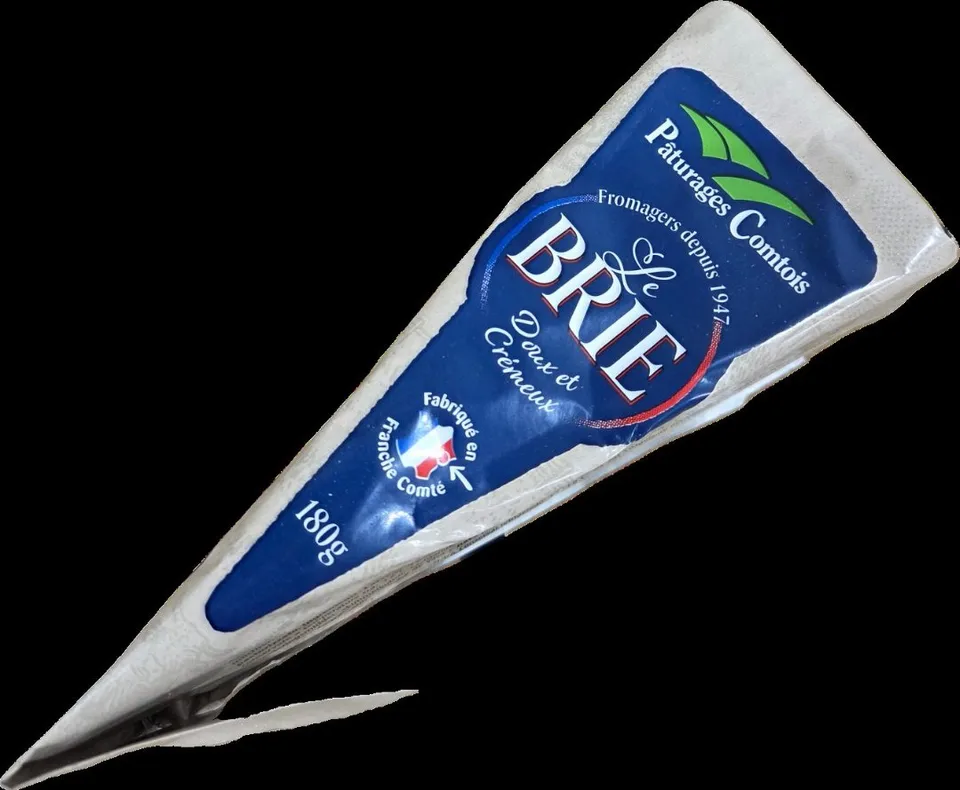 Pâturages Comtois
Fromagers depuis 1947
Le
BRIE
Doux et
Crémeux
Fabriqué en
Franche Comté
180g